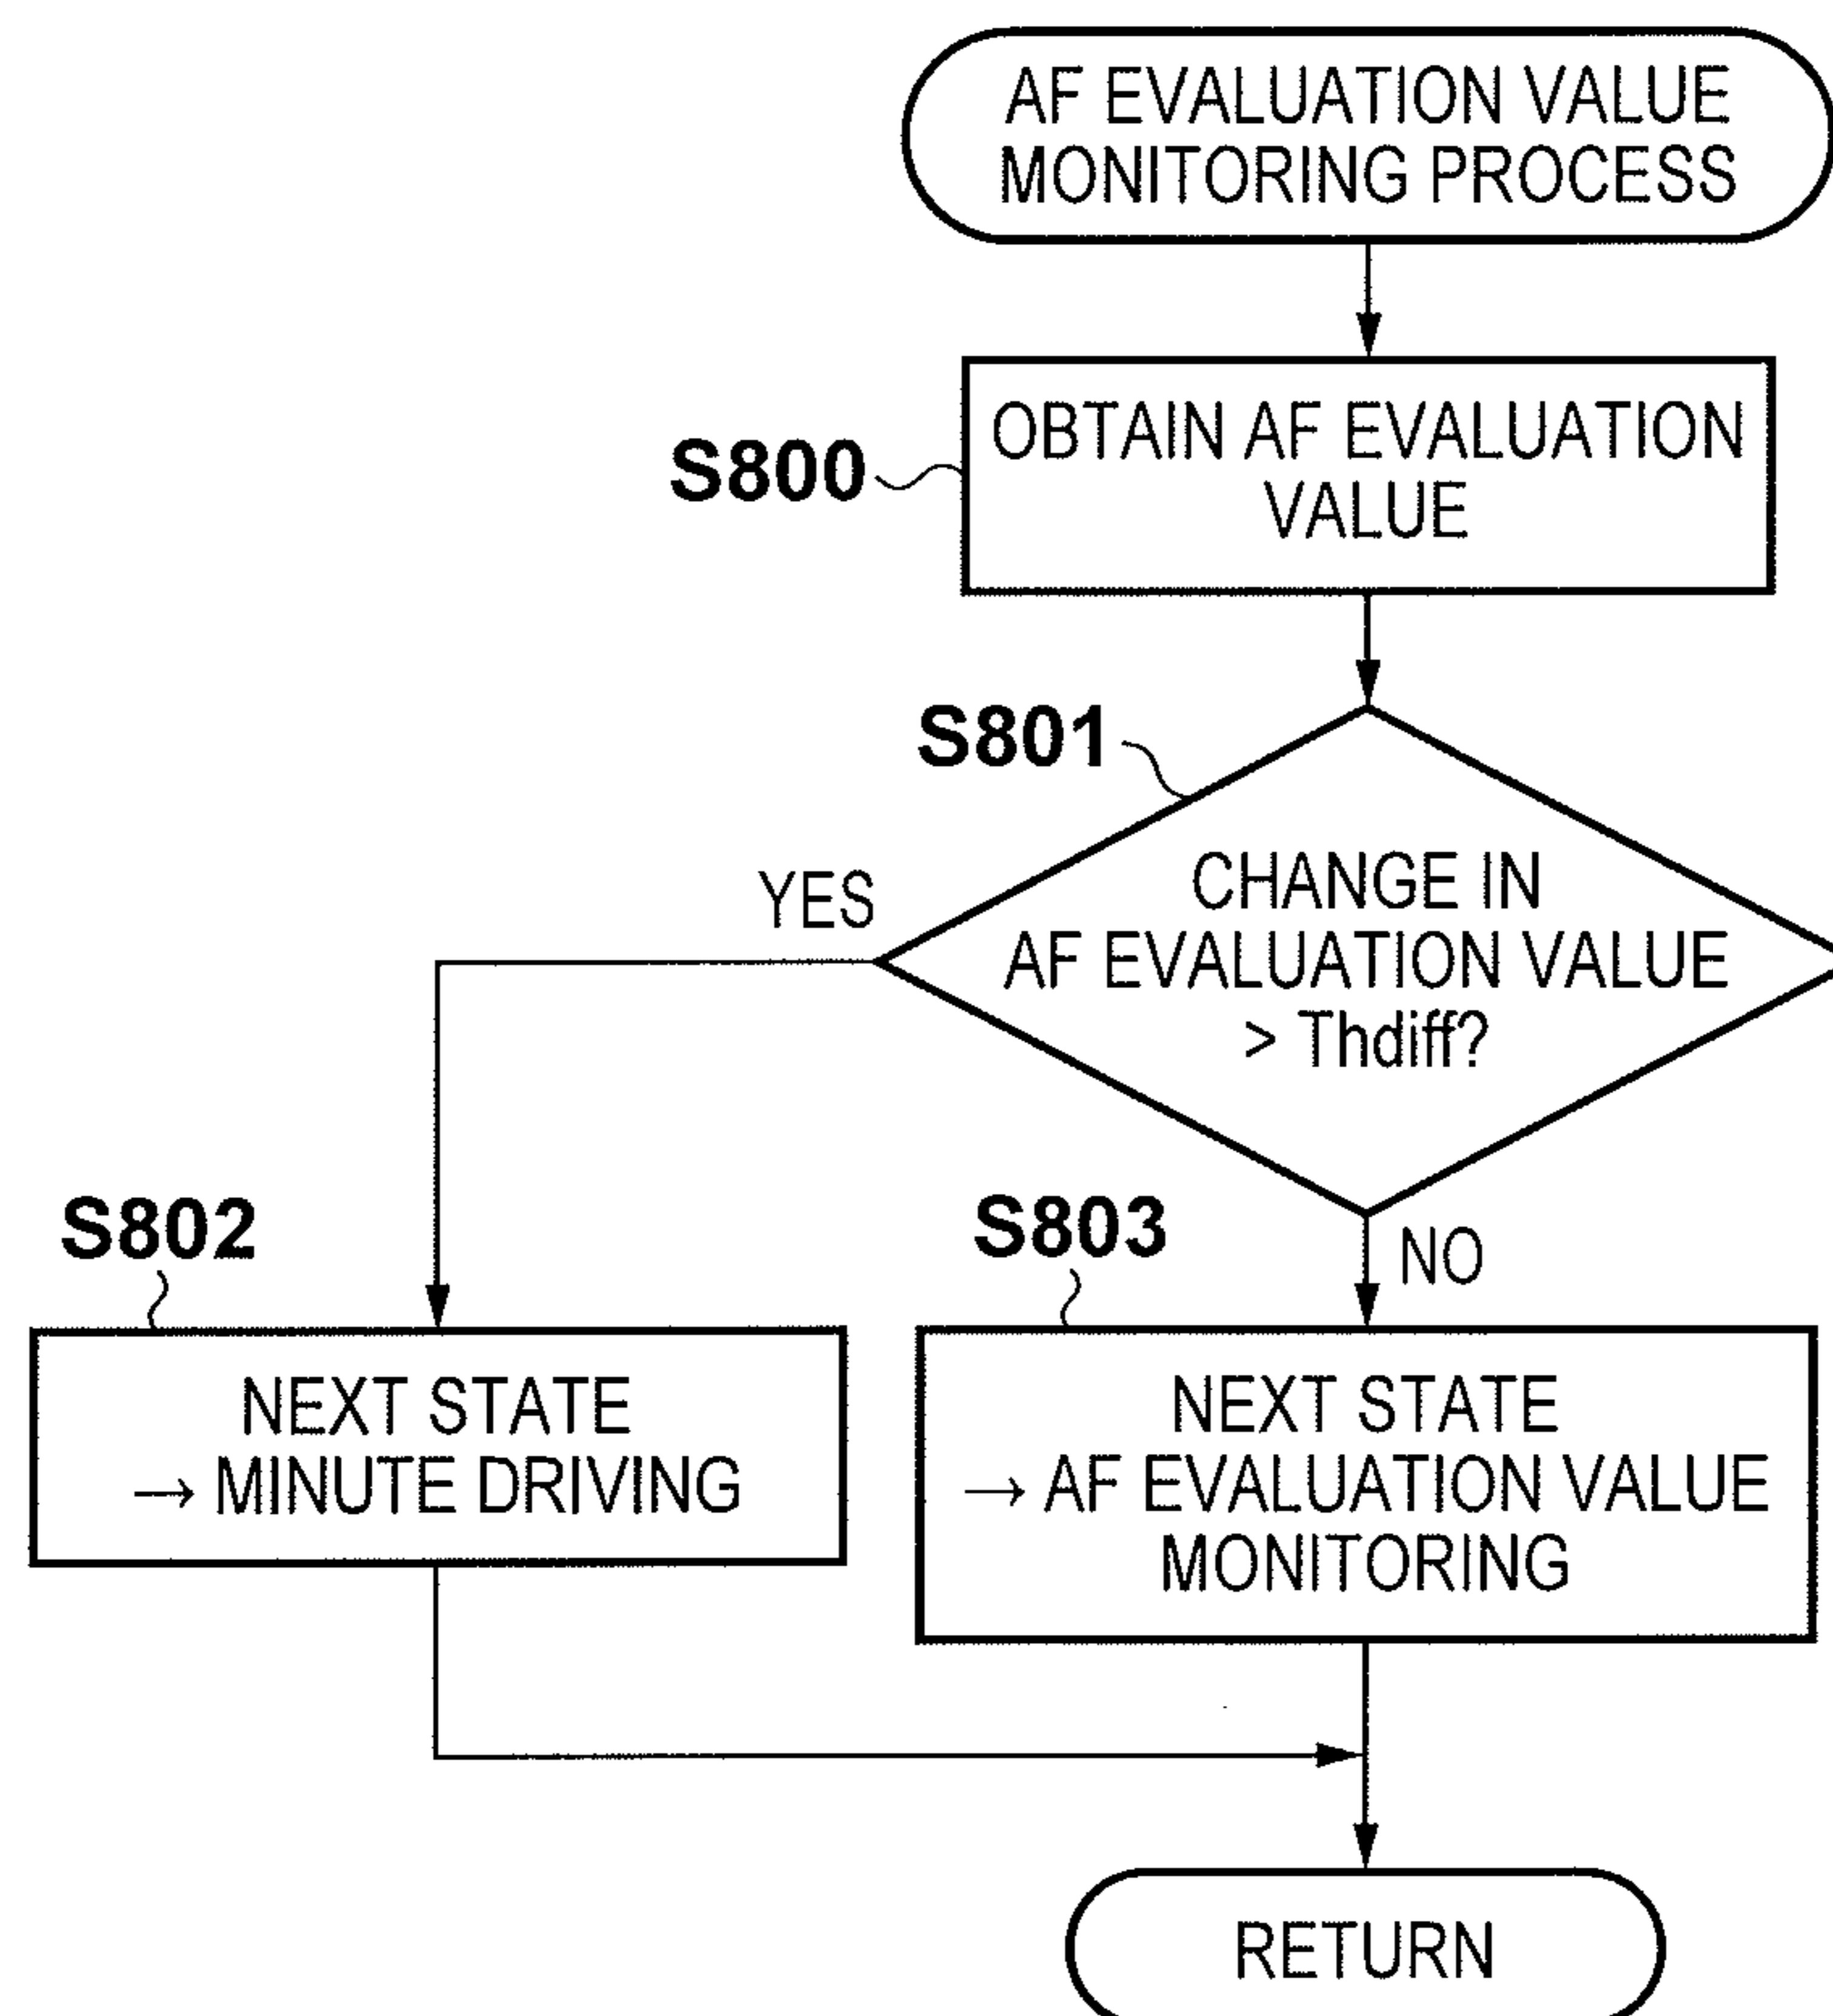 AF EVALUATION VALUE
MONITORING PROCESS
S800
OBTAIN AF EVALUATION
VALUE
S801
CHANGE IN
AF EVALUATION VALUE
> Thdiff?
YES
NO
S802
NEXT STATE
→ MINUTE DRIVING
S803
NEXT STATE
→ AF EVALUATION VALUE
MONITORING
RETURN